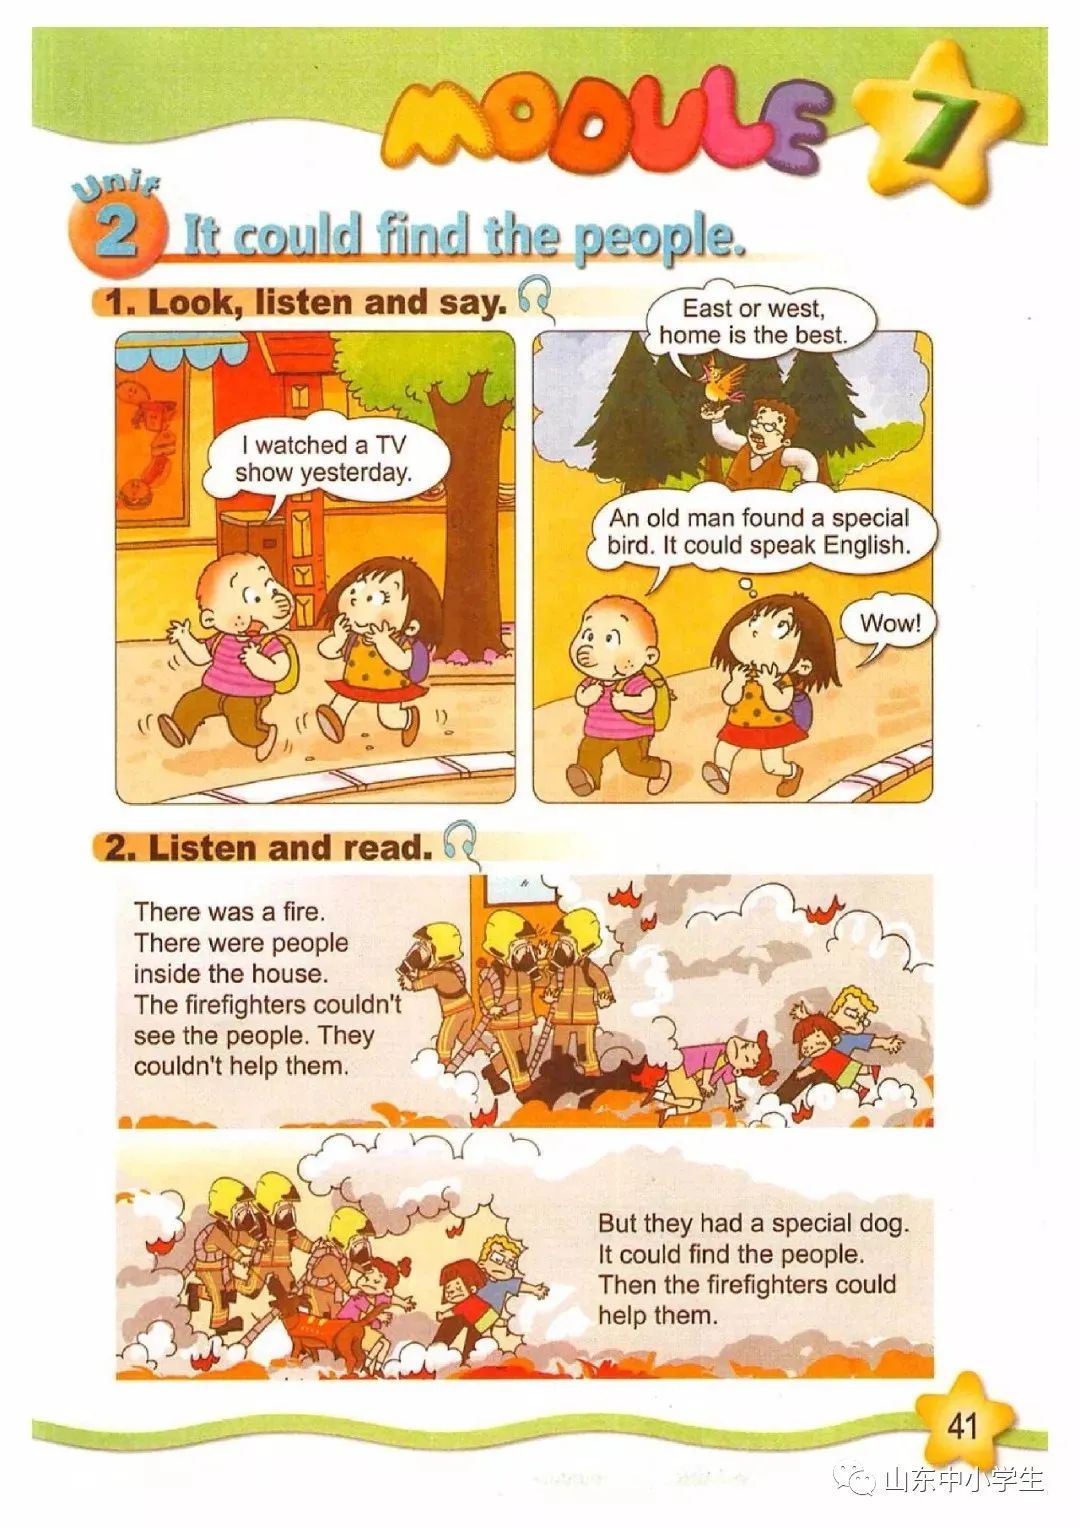 MODULE 7
Unit
2 It could find the people.
1. Look, listen and say.
I watched a TV
show yesterday.
East or west,
home is the best.
An old man found a special
bird. It could speak English.
Wow!
2. Listen and read.
There was a fire.
There were people
inside the house.
The firefighters couldn't
see the people. They
couldn't help them.
But they had a special dog.
It could find the people.
Then the firefighters could
help them.
41
山东中小学生